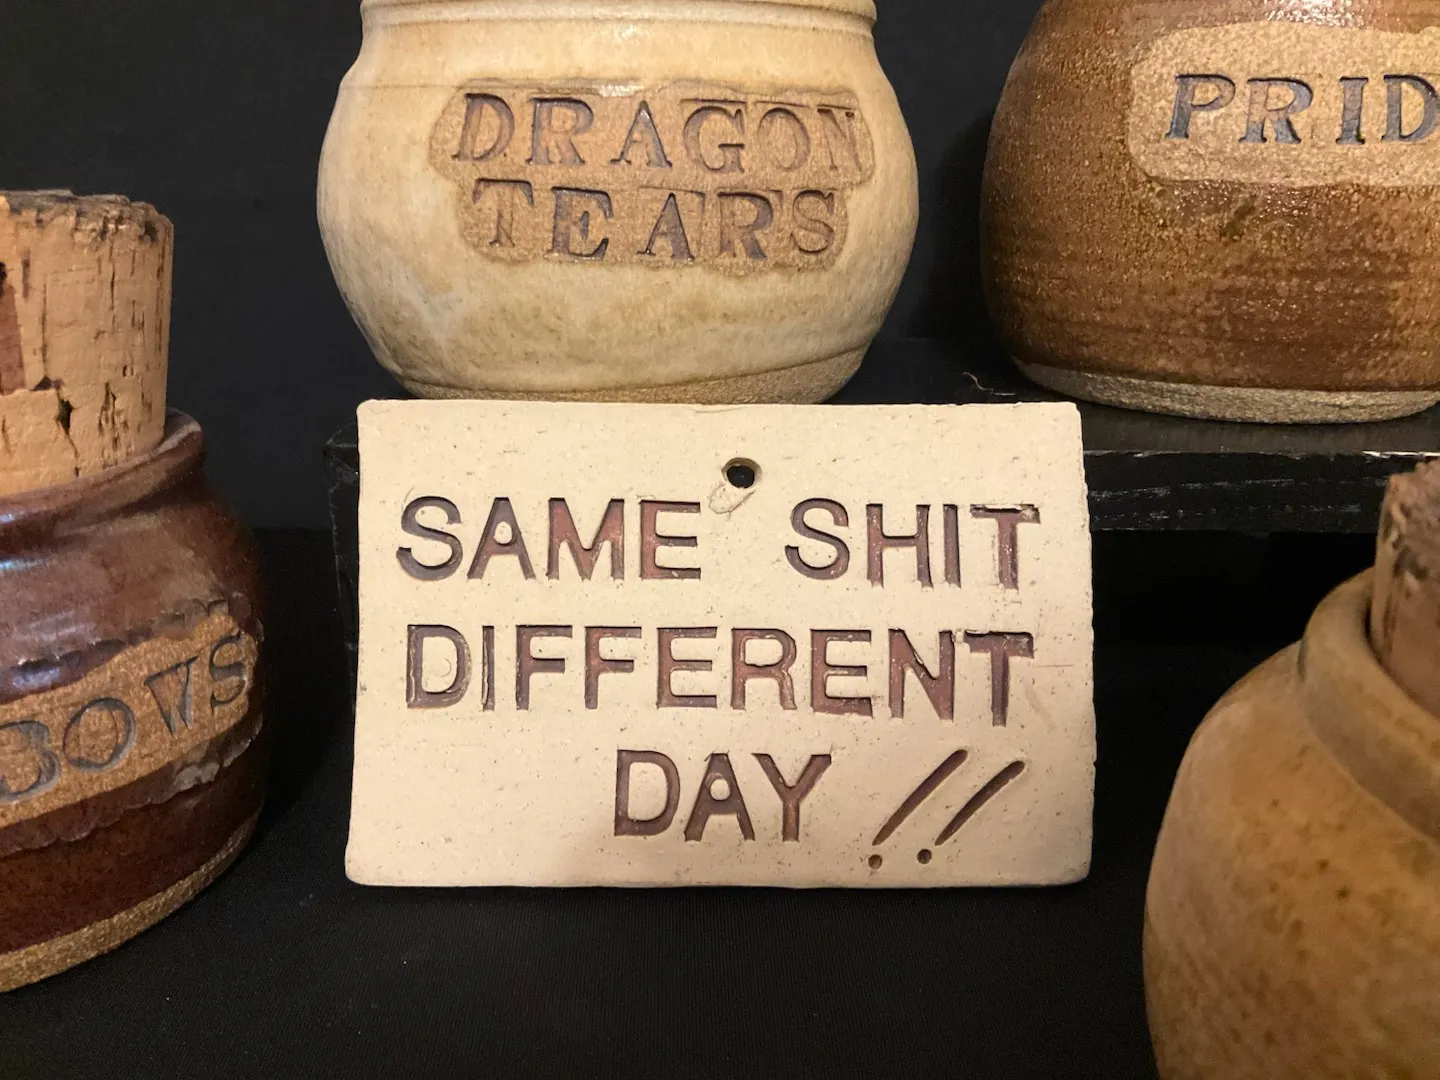 DRAGON
TEARS
PRID
BOWS
SAME SHIT
DIFFERENT
DAY !!